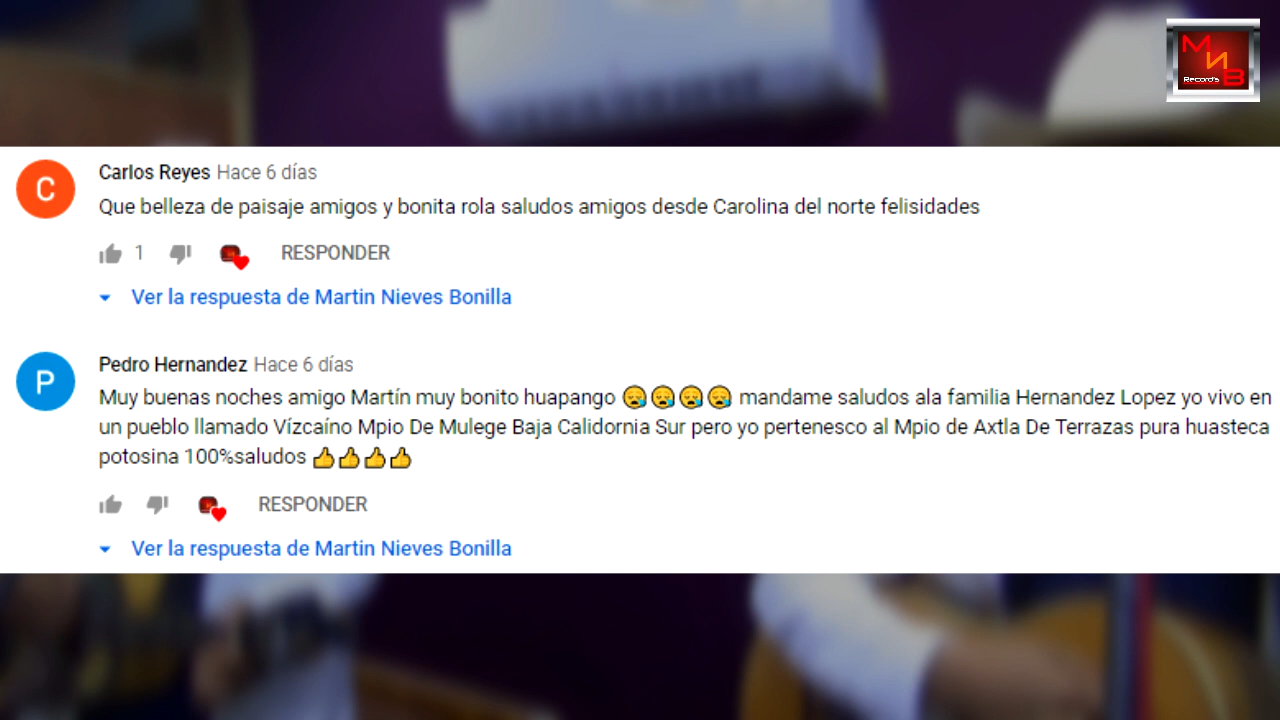 M
N
Record's B
Carlos Reyes Hace 6 días
C
Que belleza de paisaje amigos y bonita rola saludos amigos desde Carolina del norte felisidades
1 RESPONDER
Ver la respuesta de Martin Nieves Bonilla
Pedro Hernandez Hace 6 días
P
Muy buenas noches amigo Martín muy bonito huapango 😪😪😪😪 mandame saludos ala familia Hernandez Lopez yo vivo en
un pueblo llamado Vízcaíno Mpio De Mulege Baja Calidornia Sur pero yo pertenesco al Mpio de Axtla De Terrazas pura huasteca
potosina 100%saludos 👍👍👍👍
RESPONDER
Ver la respuesta de Martin Nieves Bonilla